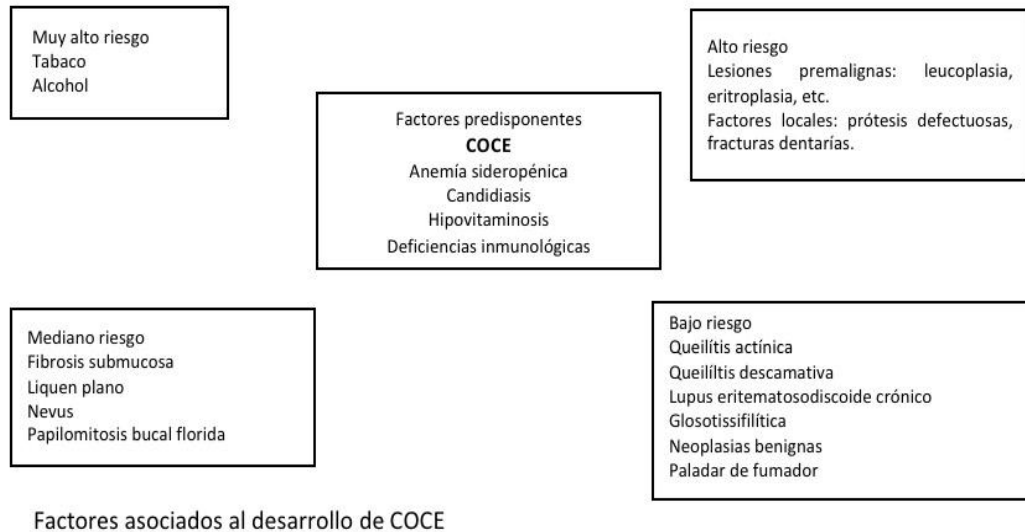 Muy alto riesgo
Tabaco
Alcohol
Alto riesgo
Lesiones premalignas: leucoplasia,
eritroplasia, etc.
Factores locales: prótesis defectuosas,
fracturas dentarías.
Factores predisponentes
COCE
Anemía sideropénica
Candidiasis
Hipovitaminosis
Deficiencias inmunológicas
Mediano riesgo
Fibrosis submucosa
Liquen plano
Nevus
Papilomitosis bucal florida
Bajo riesgo
Queilítis actínica
Queilíltis descamativa
Lupus eritematosodiscoide crónico
Glosotissifilítica
Neoplasias benignas
Paladar de fumador
Factores asociados al desarrollo de COCE